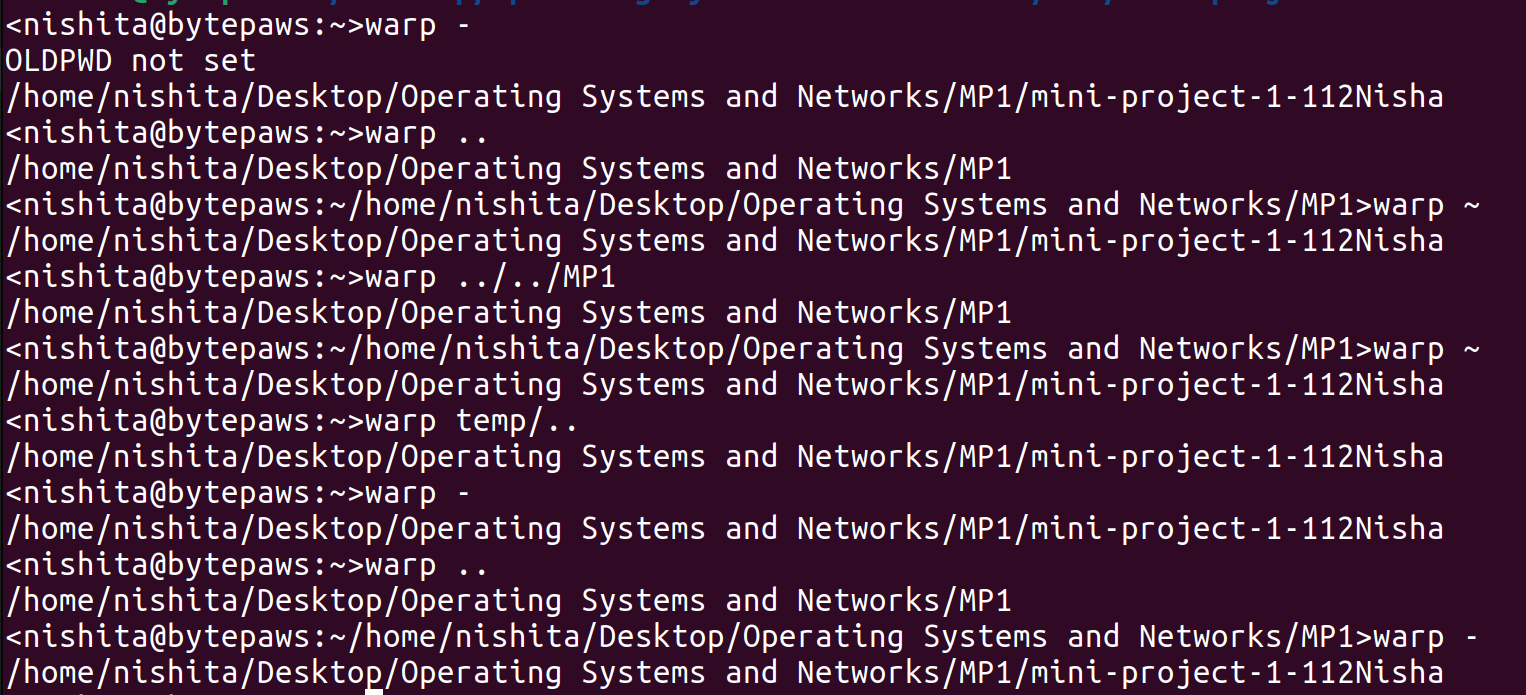 <nishita@bytepaws:~>warp -
OLDPWD not set
/home/nishita/Desktop/Operating Systems and Networks/MP1/mini-project-1-112Nisha
<nishita@bytepaws:~>warp ..
/home/nishita/Desktop/Operating Systems and Networks/MP1
<nishita@bytepaws:~/home/nishita/Desktop/Operating Systems and Networks/MP1>warp ~
/home/nishita/Desktop/Operating Systems and Networks/MP1/mini-project-1-112Nisha
<nishita@bytepaws:~>warp ../../MP1
/home/nishita/Desktop/Operating Systems and Networks/MP1
<nishita@bytepaws:~/home/nishita/Desktop/Operating Systems and Networks/MP1>warp ~
/home/nishita/Desktop/Operating Systems and Networks/MP1/mini-project-1-112Nisha
<nishita@bytepaws:~>warp temp/..
/home/nishita/Desktop/Operating Systems and Networks/MP1/mini-project-1-112Nisha
<nishita@bytepaws:~>warp -
/home/nishita/Desktop/Operating Systems and Networks/MP1/mini-project-1-112Nisha
<nishita@bytepaws:~>warp ..
/home/nishita/Desktop/Operating Systems and Networks/MP1
<nishita@bytepaws:~/home/nishita/Desktop/Operating Systems and Networks/MP1>warp -
/home/nishita/Desktop/Operating Systems and Networks/MP1/mini-project-1-112Nisha